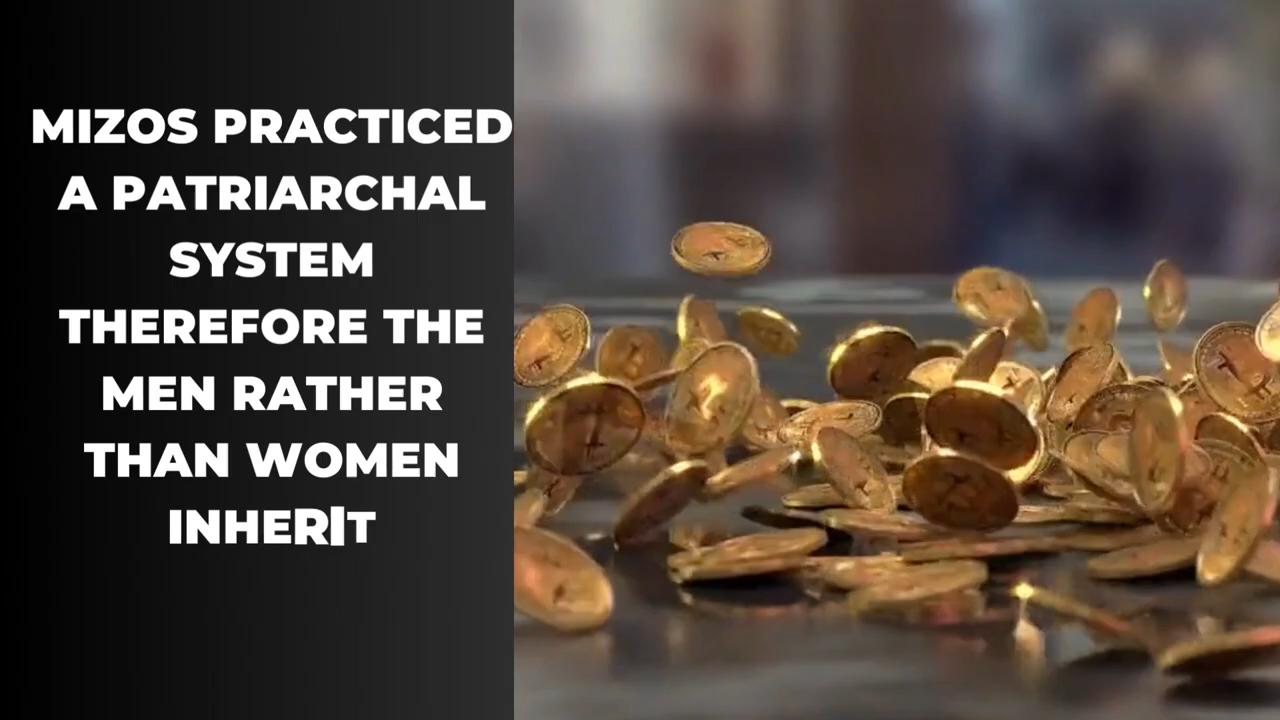 MIZOS PRACTICED
A PATRIARCHAL
SYSTEM
THEREFORE THE
MEN RATHER
THAN WOMEN
INHERIT